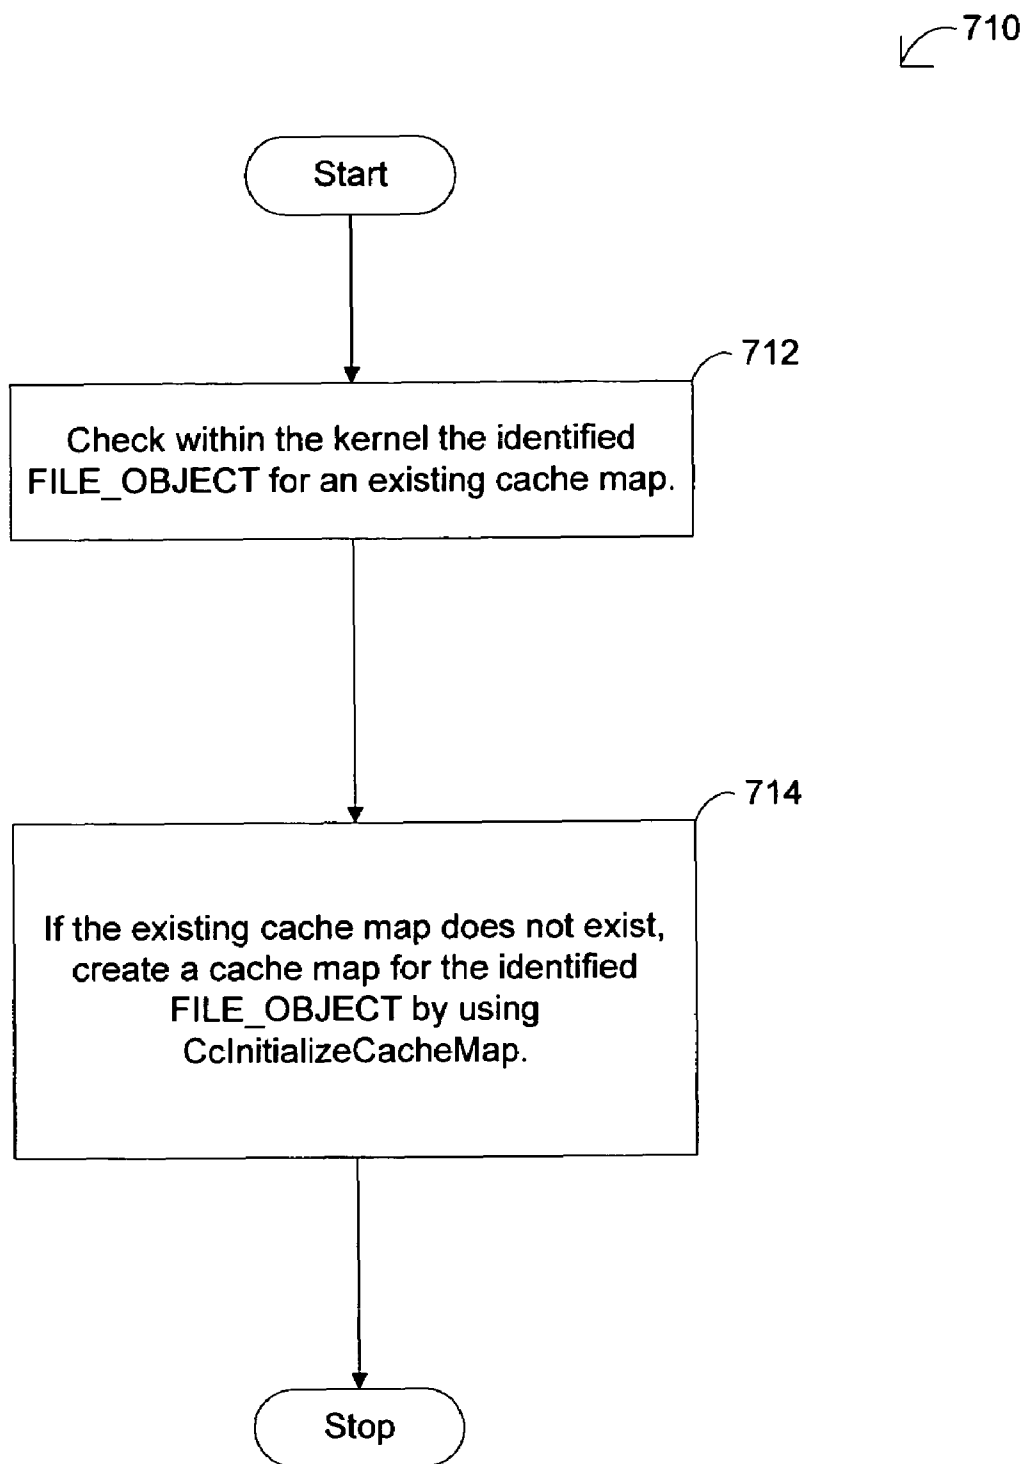 710
Start
712
Check within the kernel the identified
FILE_OBJECT for an existing cache map.
714
If the existing cache map does not exist,
create a cache map for the identified
FILE_OBJECT by using
CcInitializeCacheMap.
Stop